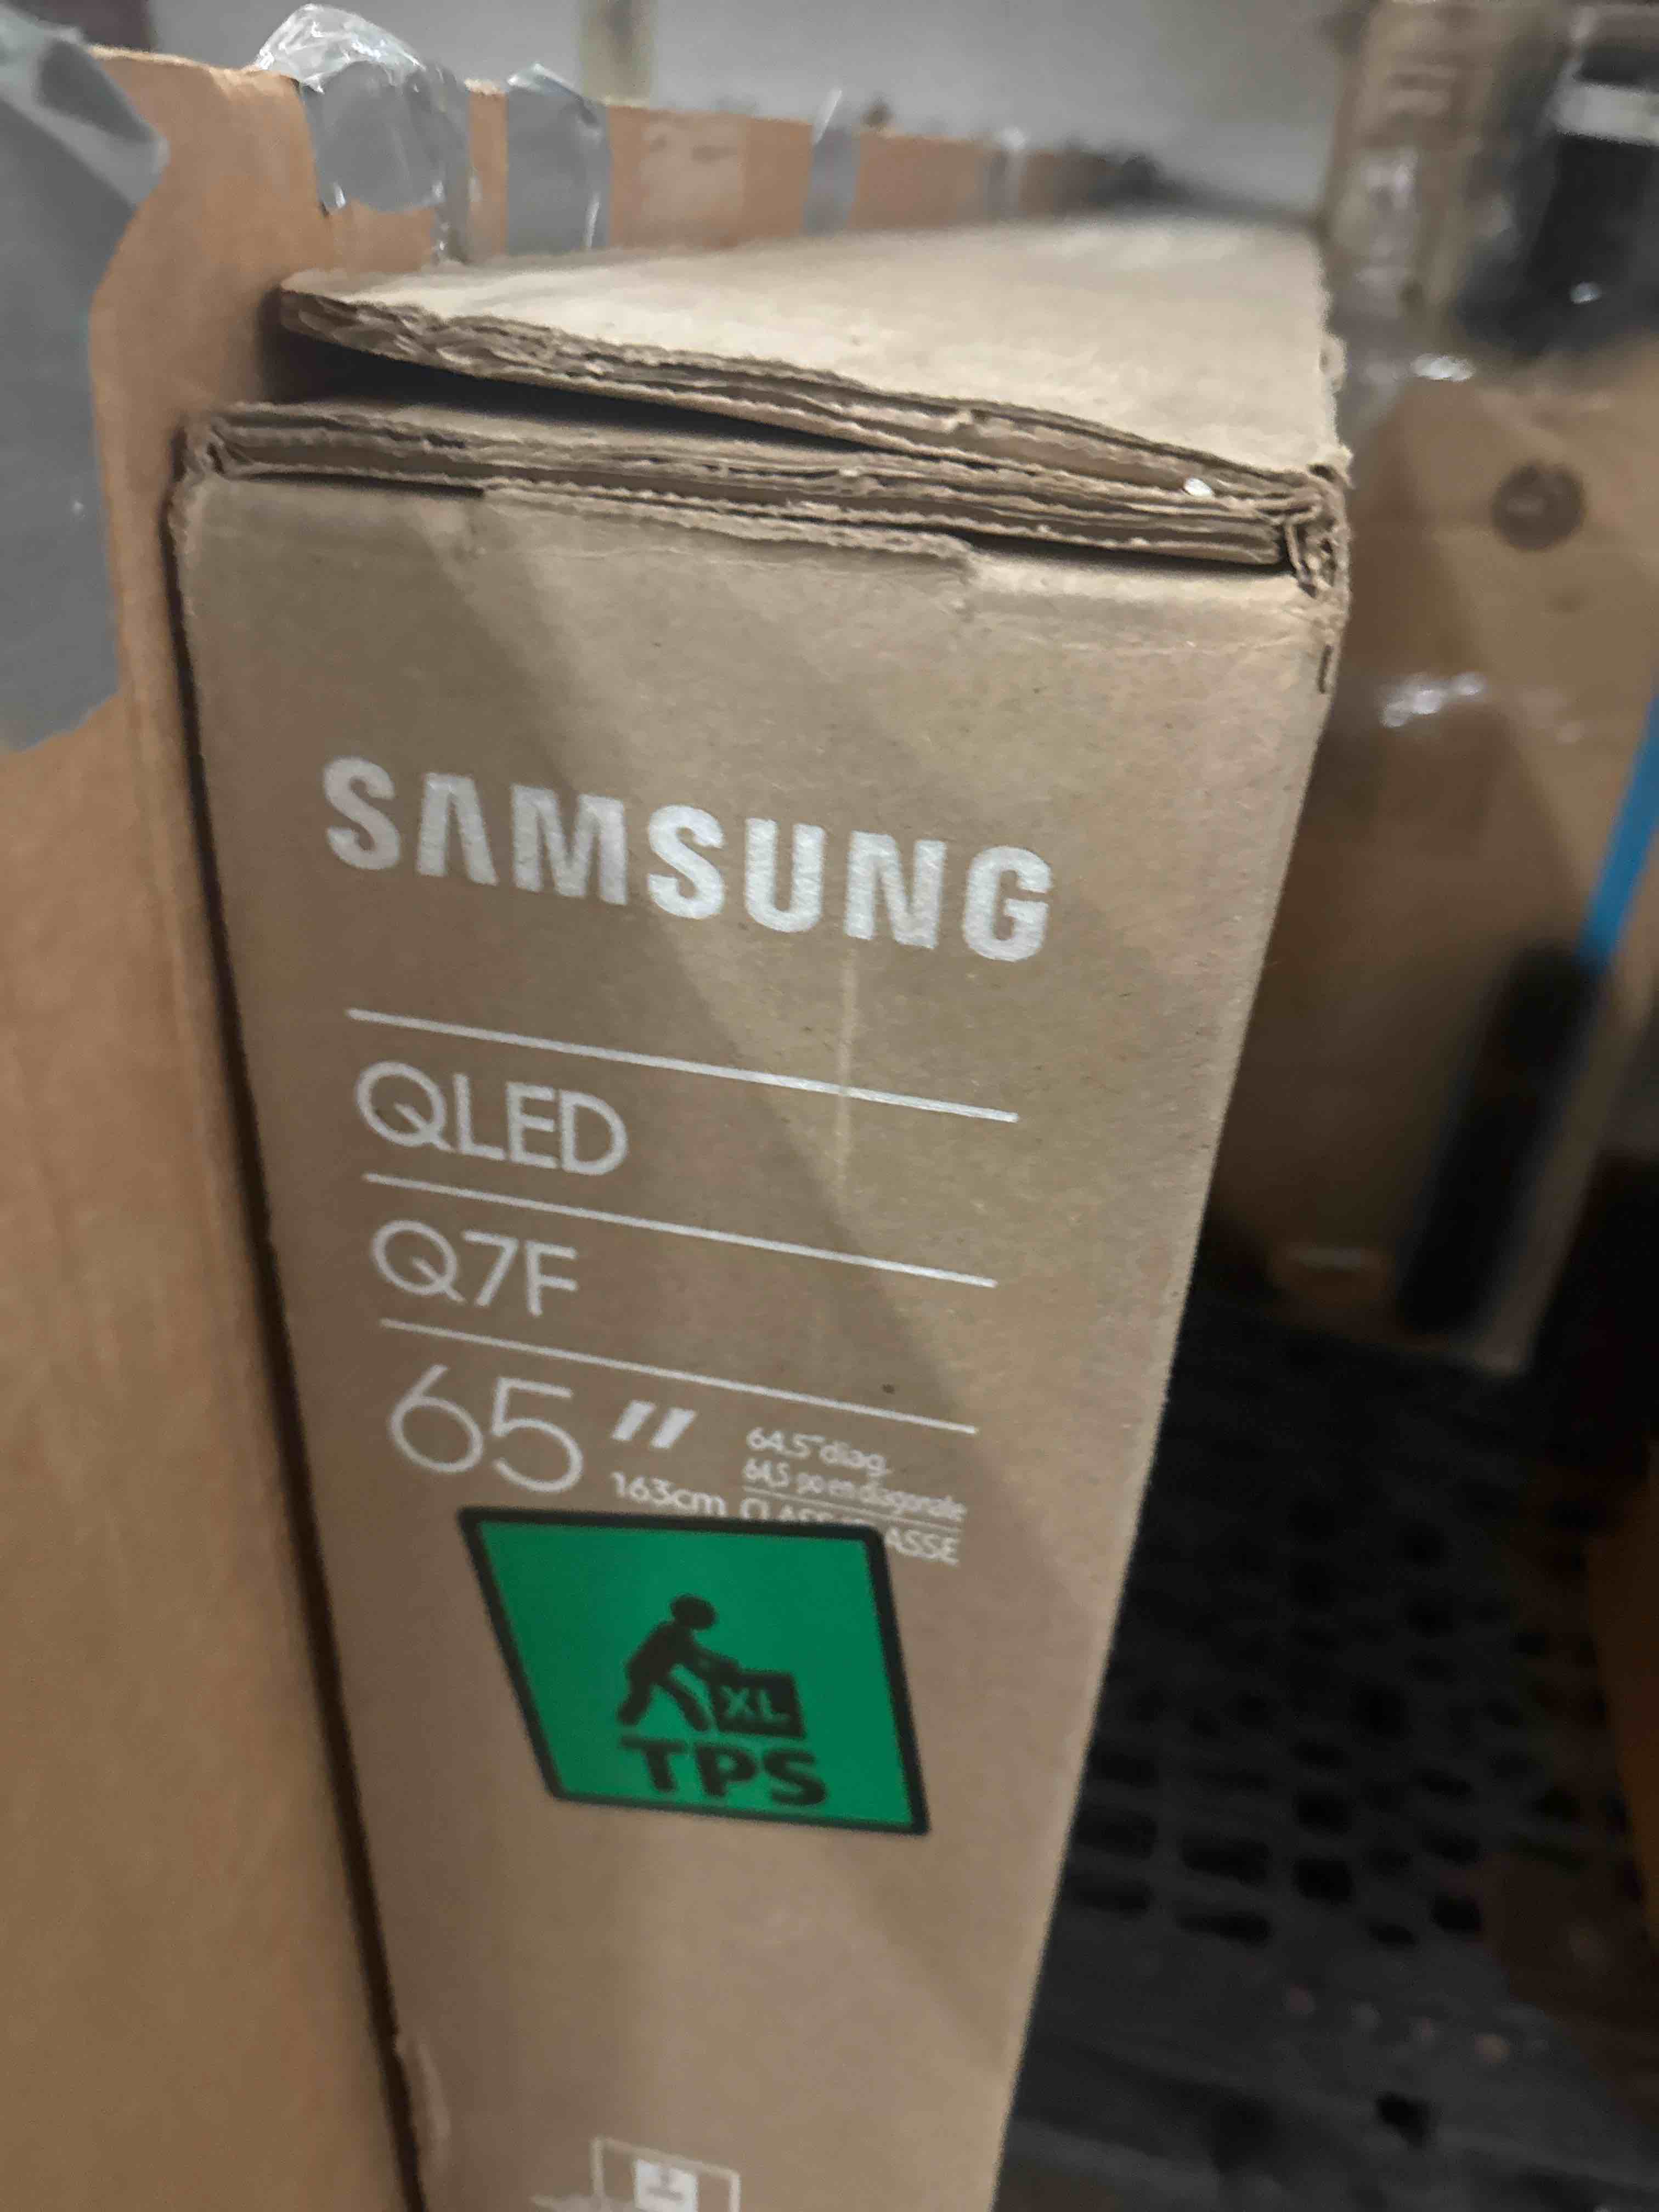 SAMSUNG
QLED
Q7F
65"
163cm
64.5" diag.
64,5 po en diagonale
XL
TPS